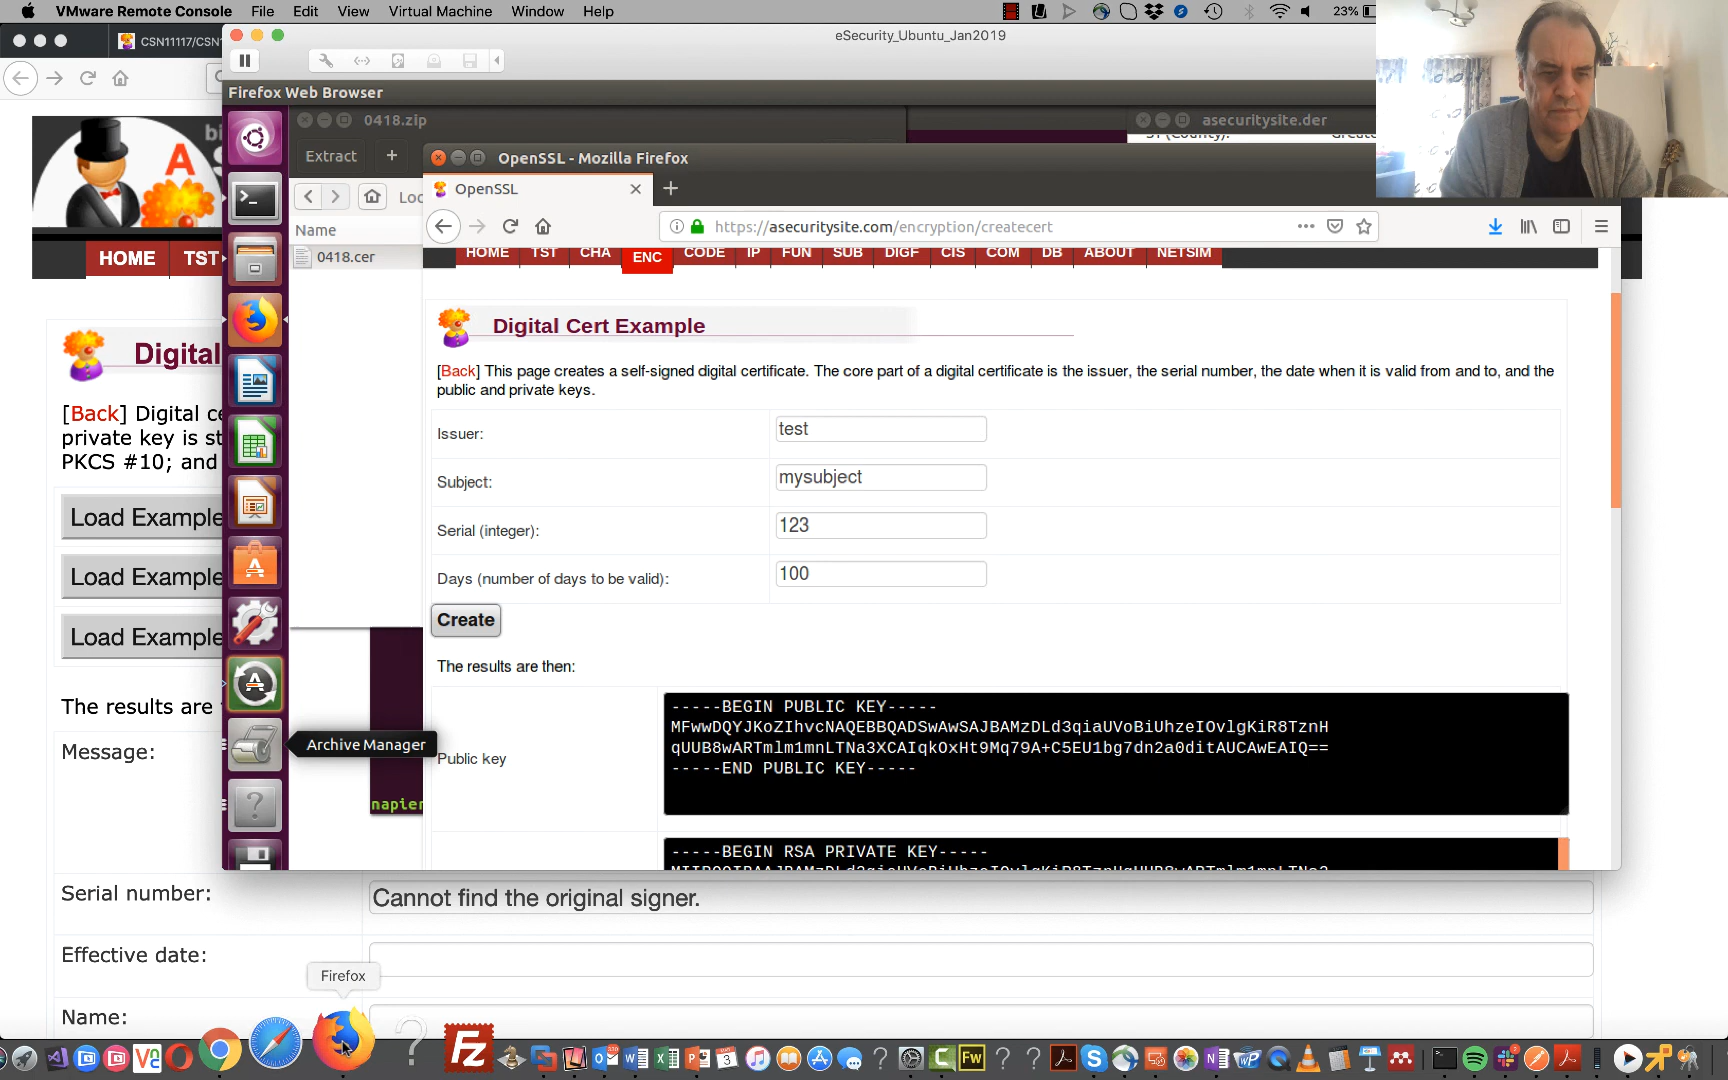 VMware Remote Console File Edit View Virtual Machine Window Help 23%
eSecurity_Ubuntu_Jan2019
CSN11117/CSN
Firefox Web Browser
0418.zip
asecuritysite.der
Extract +
OpenSSL - Mozilla Firefox
OpenSSL
Name
0418.cer
https://asecuritysite.com/encryption/createcert
HOME TST CHA ENC CODE IP FUN SUB DIGF CIS COM DB ABOUT NETSIM
HOME TST
Digital Cert Example
[Back] This page creates a self-signed digital certificate. The core part of a digital certificate is the issuer, the serial number, the date when it is valid from and to, and the
public and private keys.
Issuer: test
Subject: mysubject
Serial (integer): 123
Days (number of days to be valid): 100
Create
The results are then:
Public key
-----BEGIN PUBLIC KEY-----
MFwwDQYJKoZIhvcNAQEBBQADSwAwSAJBAMzDLd3qiaUVoBiUhzeIOvlgKiR8TznH
qUUB8wARTmlm1mnLTNa3XCAIqkOxHt9Mq79A+C5EU1bg7dn2a0ditAUCAwEAIQ==
-----END PUBLIC KEY-----
-----BEGIN RSA PRIVATE KEY-----
Archive Manager
napier
Digital
[Back] Digital ce
private key is st
PKCS #10; and
Load Example
Load Example
Load Example
The results are
Message:
Serial number: Cannot find the original signer.
Effective date:
Name:
Firefox